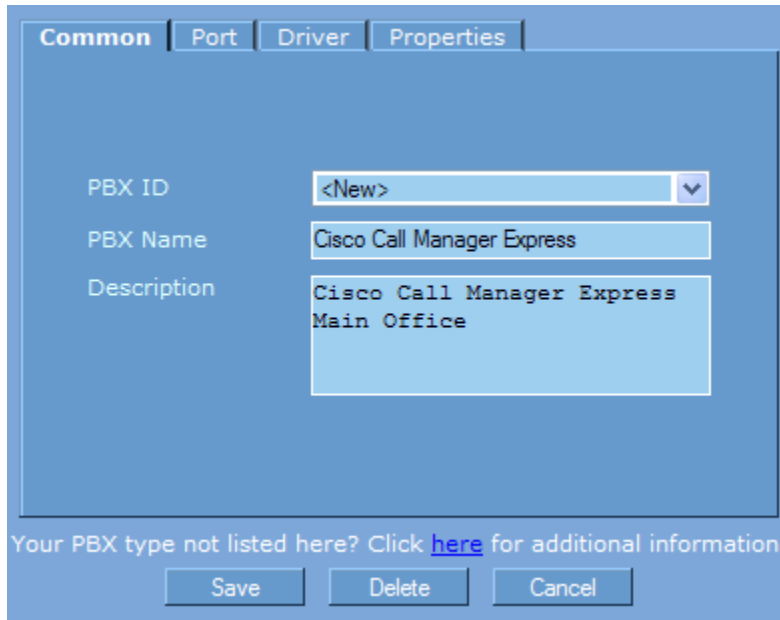 Common Port Driver Properties
PBX ID <New>
PBX Name Cisco Call Manager Express
Description Cisco Call Manager Express
Main Office
Your PBX type not listed here? Click here for additional information
Save Delete Cancel